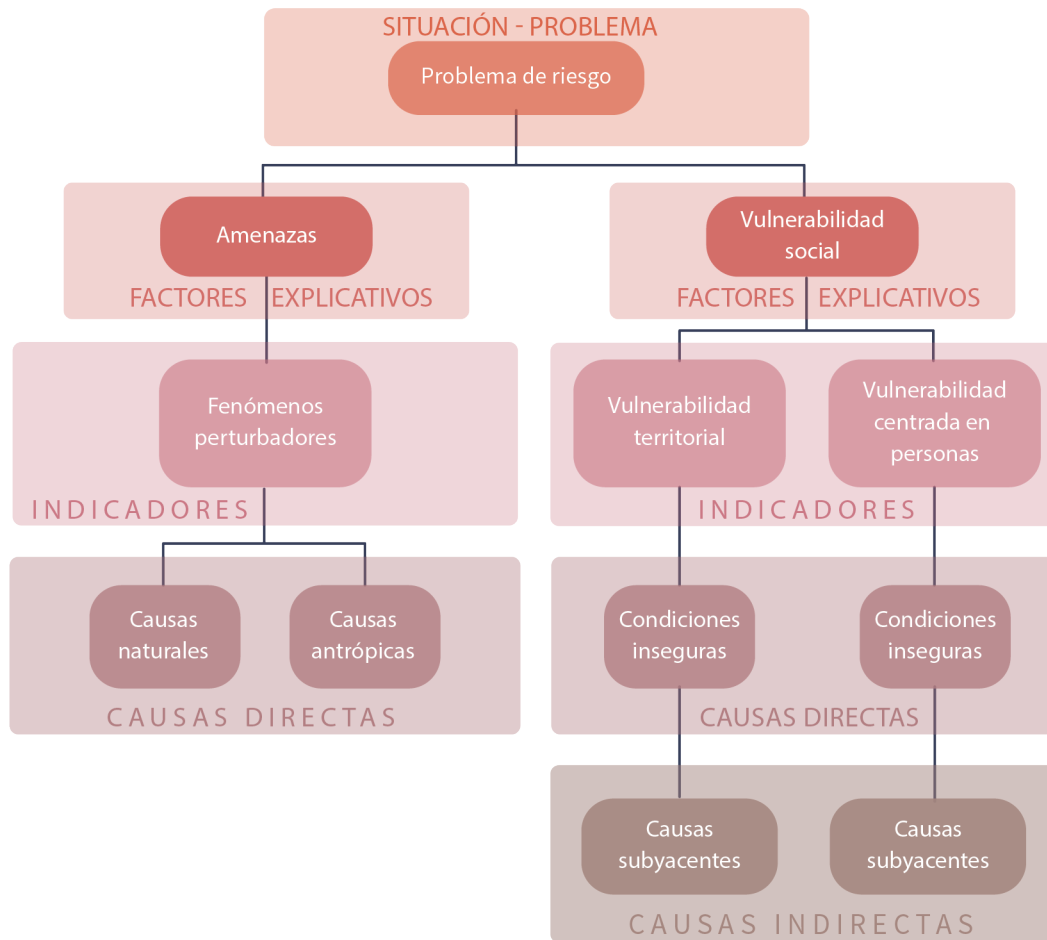 SITUACIÓN - PROBLEMA
Problema de riesgo
Amenazas
FACTORES EXPLICATIVOS
Vulnerabilidad
social
FACTORES EXPLICATIVOS
Fenómenos
perturbadores
INDICADORES
Vulnerabilidad
territorial
Vulnerabilidad
centrada en
personas
INDICADORES
Causas
naturales
Causas
antrópicas
CAUSAS DIRECTAS
Condiciones
inseguras
Condiciones
inseguras
CAUSAS DIRECTAS
Causas
subyacentes
Causas
subyacentes
CAUSAS INDIRECTAS